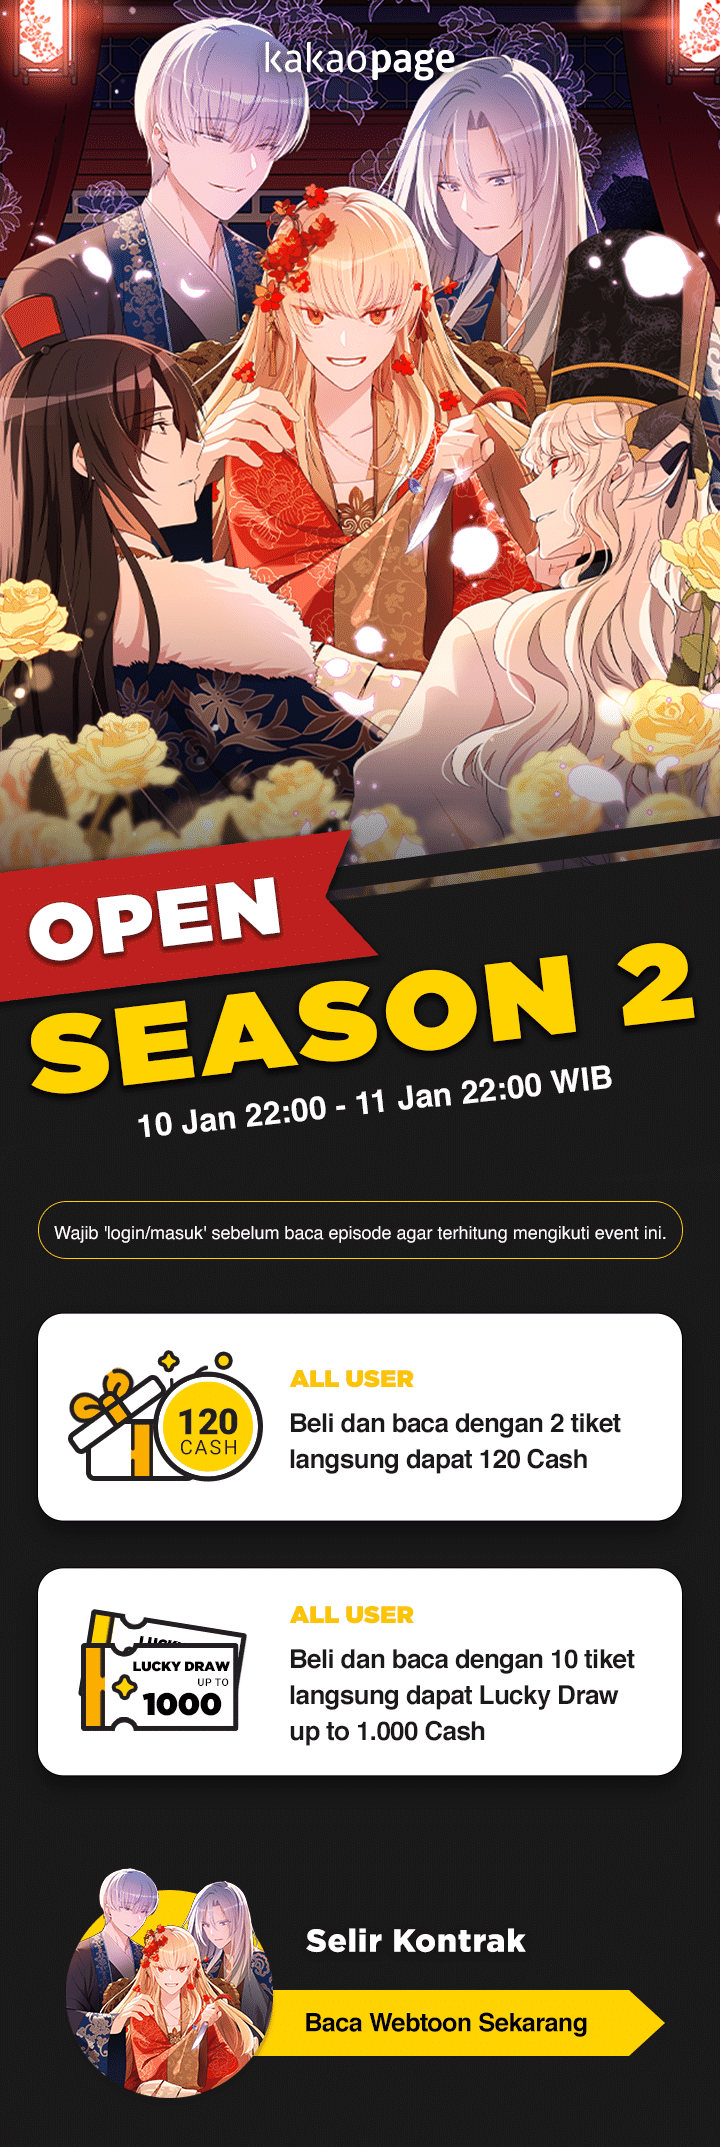 kakaopage
OPEN
SEASON 2
10 Jan 22:00 - 11 Jan 22:00 WIB
Wajib 'login/masuk' sebelum baca episode agar terhitung mengikuti event ini.
120
CASH
ALL USER
Beli dan baca dengan 2 tiket
langsung dapat 120 Cash
LUCKY DRAW
UP TO
1000
ALL USER
Beli dan baca dengan 10 tiket
langsung dapat Lucky Draw
up to 1.000 Cash
Selir Kontrak
Baca Webtoon Sekarang